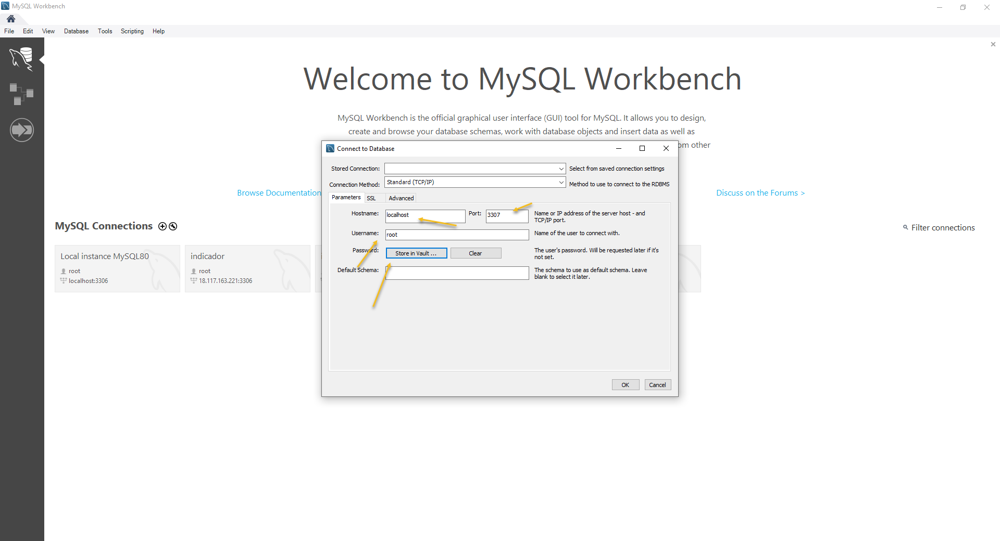 MySQL Workbench
File Edit View Database Tools Scripting Help
Welcome to MySQL Workbench
MySQL Workbench is the official graphical user interface (GUI) tool for MySQL. It allows you to design,
create and browse your database schemas, work with database objects and insert data as well as
om other
Connect to Database
Stored Connection: Select from saved connection settings
Connection Method: Standard (TCP/IP) Method to use to connect to the RDBMS
Browse Documentation
Discuss on the Forums >
Parameters SSL Advanced
Hostname: localhost Port: 3307 Name or IP address of the server host - and
TCP/IP port.
Username: root Name of the user to connect with.
Password: Store in Vault ... Clear The user's password. Will be requested later if it's
not set.
Default Schema: The schema to use as default schema. Leave
blank to select it later.
OK Cancel
MySQL Connections
Filter connections
Local instance MySQL80
root
localhost:3306
indicador
root
18.117.163.221:3306